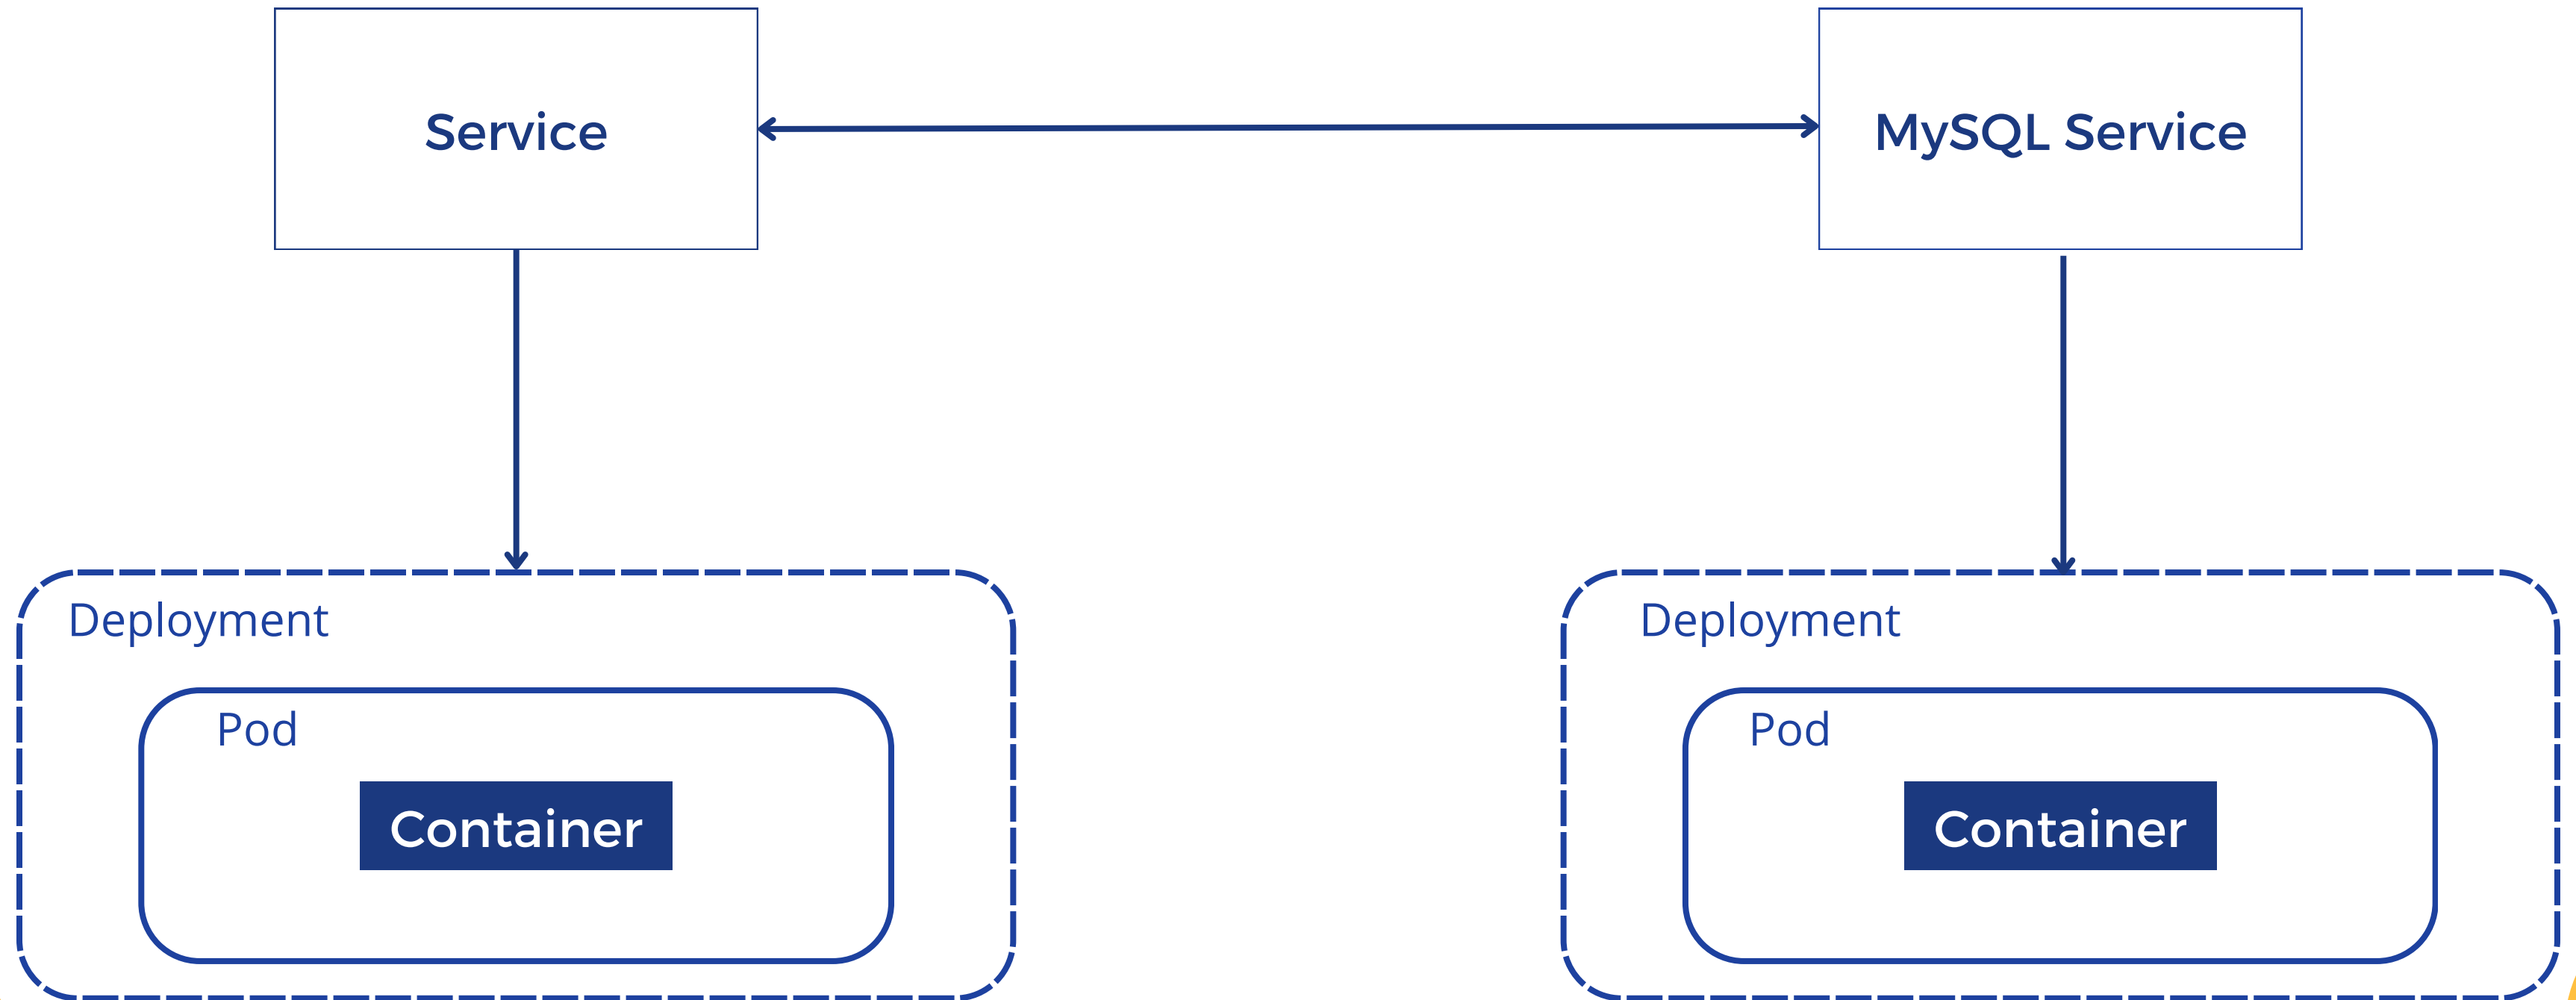 Service
MySQL Service
Deployment
Deployment
Pod
Pod
Container
Container